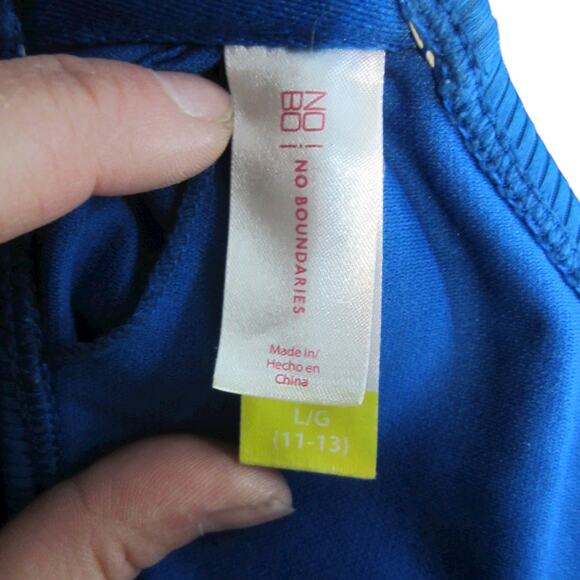 NO
BO
NO BOUNDARIES
Made in/
Hecho en
China
L/G
(11-13)